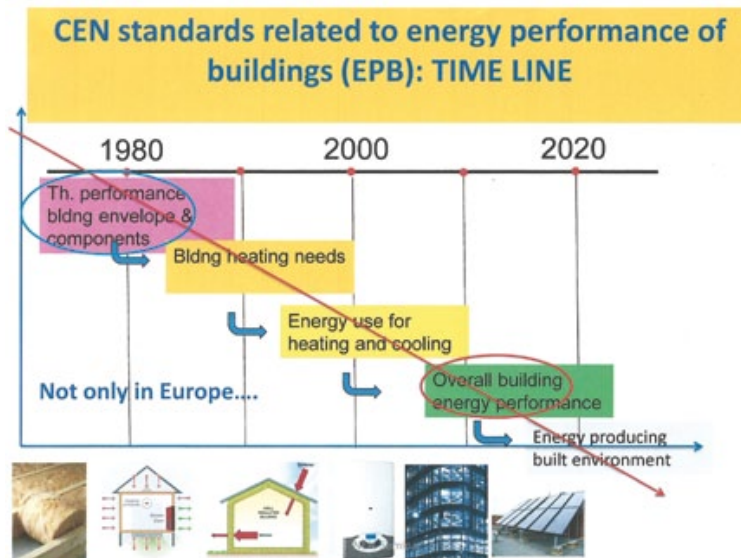 CEN standards related to energy performance of
buildings (EPB): TIME LINE
1980
2000
2020
Th. performance
bldng envelope &
components
Bldng heating needs
Energy use for
heating and cooling
Not only in Europe....
Overall building
energy performance
Energy producing
built environment